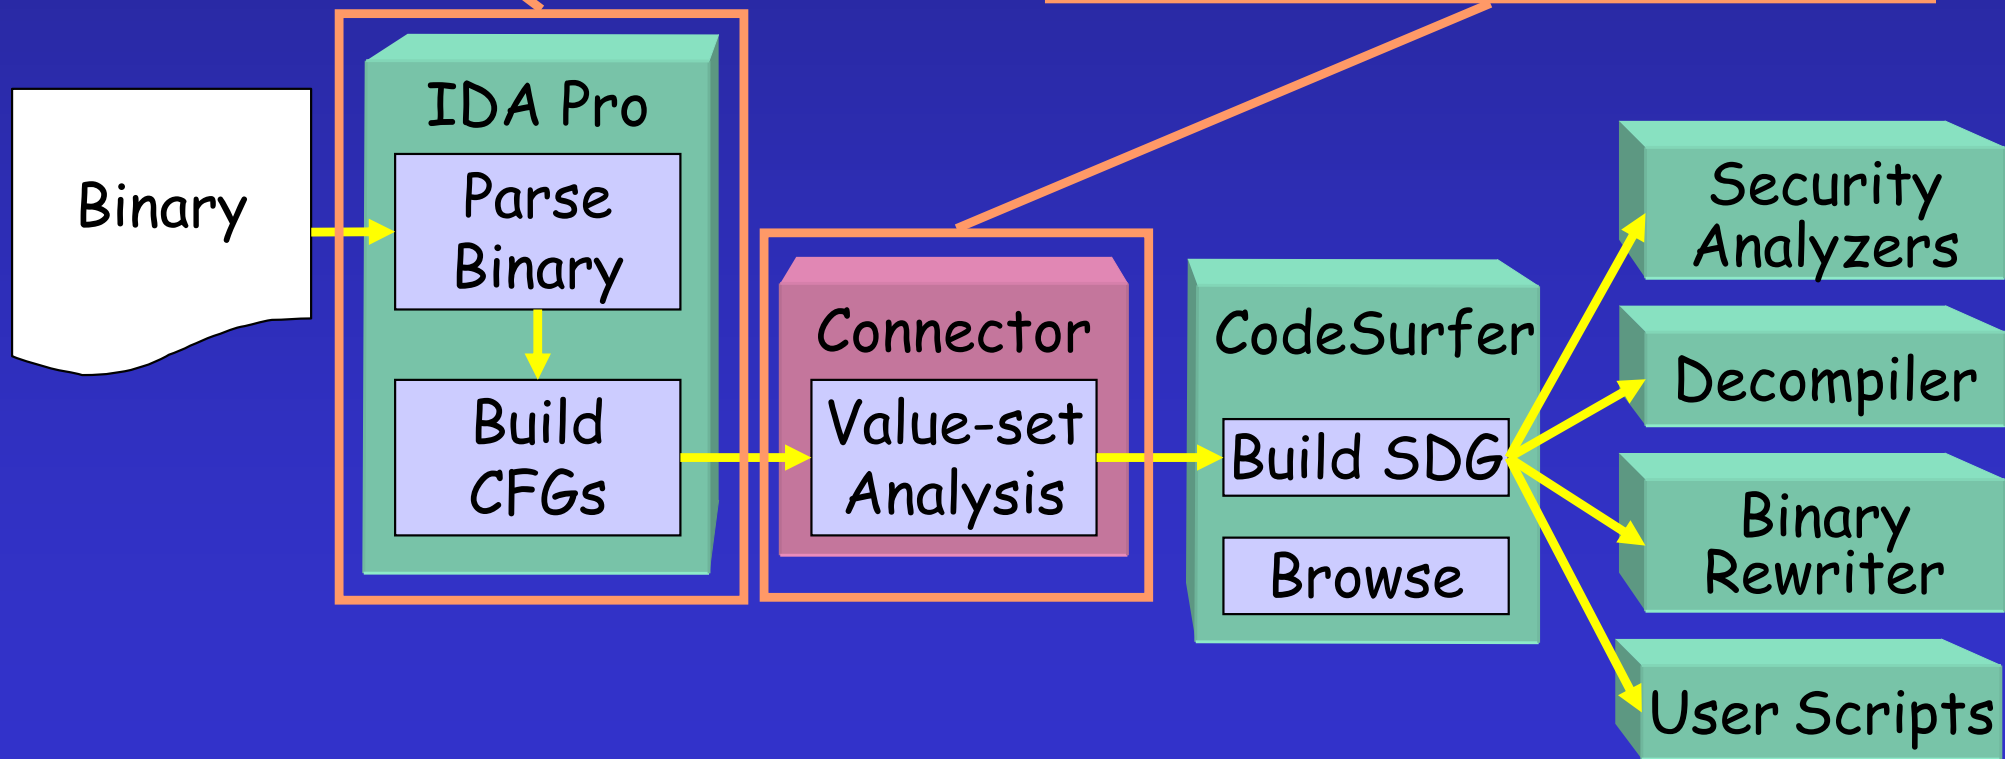 Binary
IDA Pro
Parse
Binary
Build
CFGs
Connector
Value-set
Analysis
CodeSurfer
Build SDG
Browse
Security
Analyzers
Decompiler
Binary
Rewriter
User Scripts